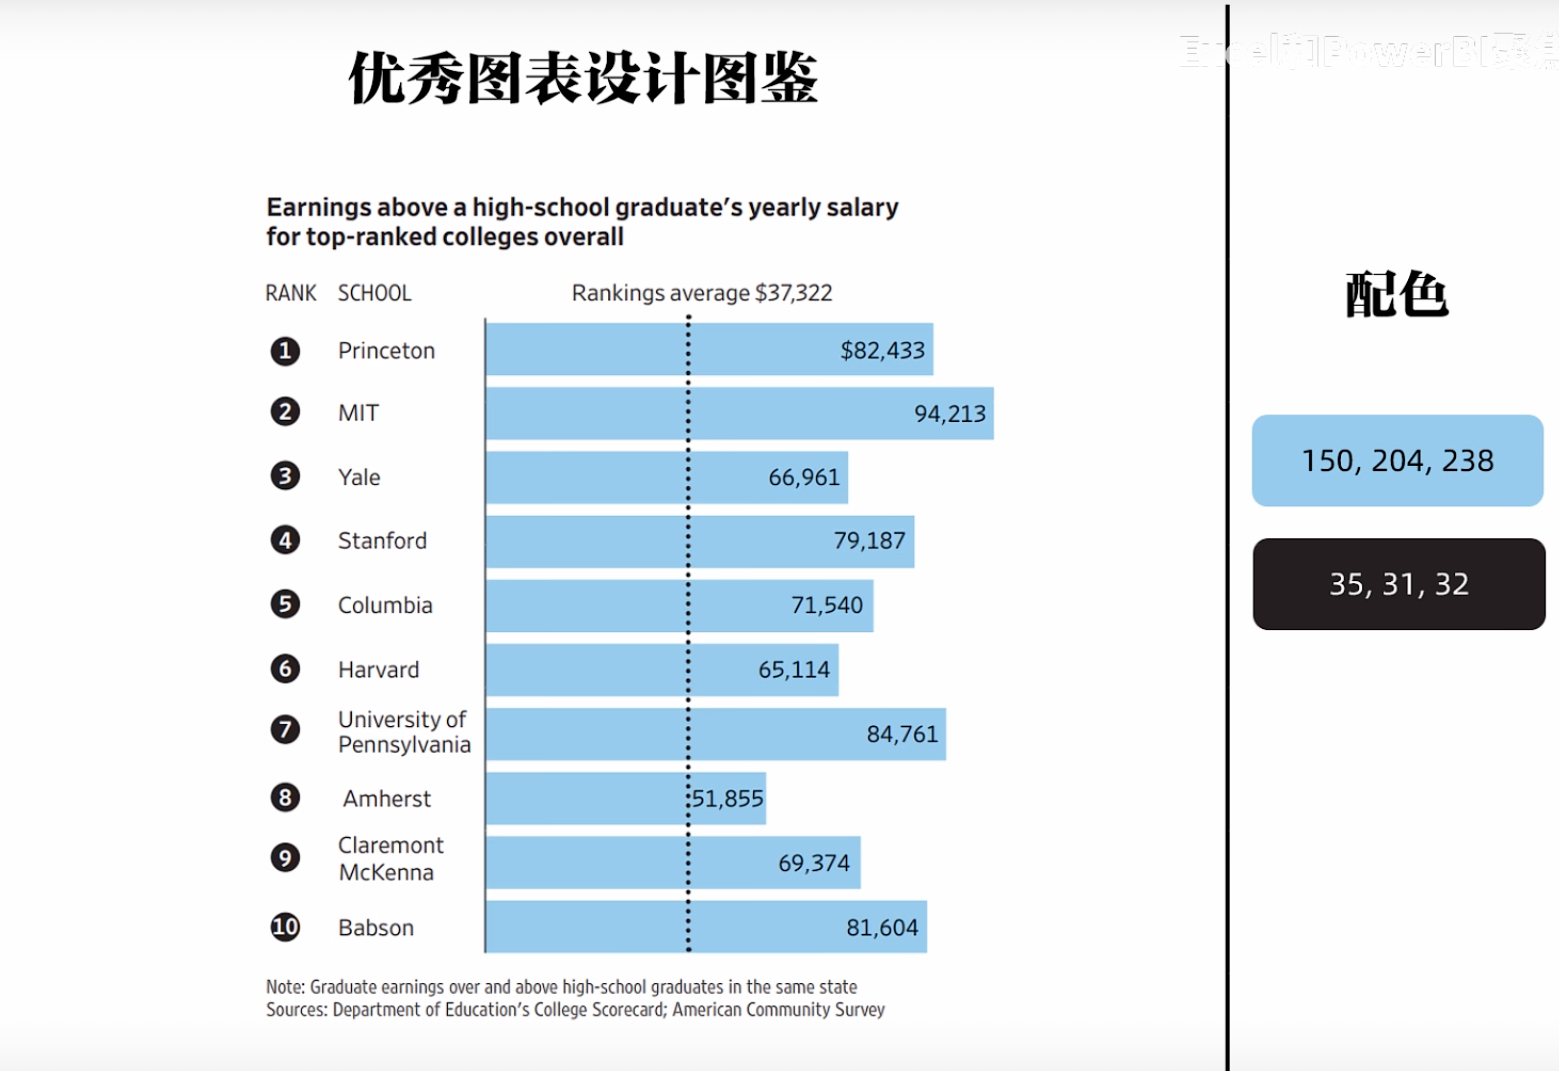 优秀图表设计图鉴
Excel和PowerBI聚焦
Earnings above a high-school graduate's yearly salary
for top-ranked colleges overall
RANK SCHOOL Rankings average $37,322
1 Princeton $82,433
2 MIT 94,213
3 Yale 66,961
4 Stanford 79,187
5 Columbia 71,540
6 Harvard 65,114
7 University of
Pennsylvania 84,761
8 Amherst 51,855
9 Claremont
McKenna 69,374
10 Babson 81,604
Note: Graduate earnings over and above high-school graduates in the same state
Sources: Department of Education's College Scorecard; American Community Survey
配色
150, 204, 238
35, 31, 32